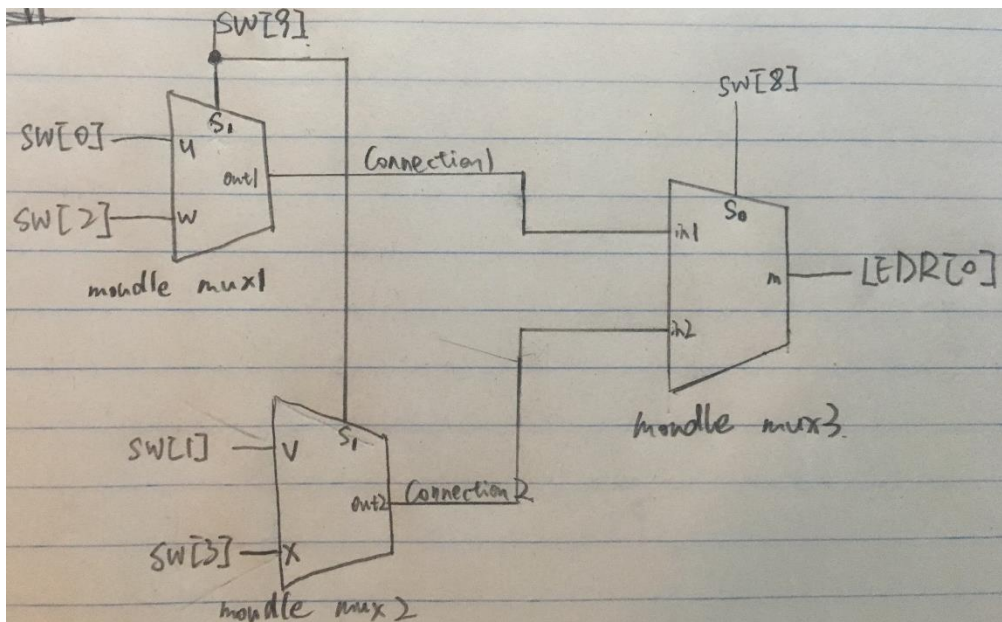 SW[9]
SW[8]
S1
SW[0]
u
out1
Connection1
SW[2]
w
S0
in1
moudle mux1
m
LEDR[0]
in2
moudle mux3.
S1
SW[1]
V
out2
Connection2
SW[3]
X
moudle mux2